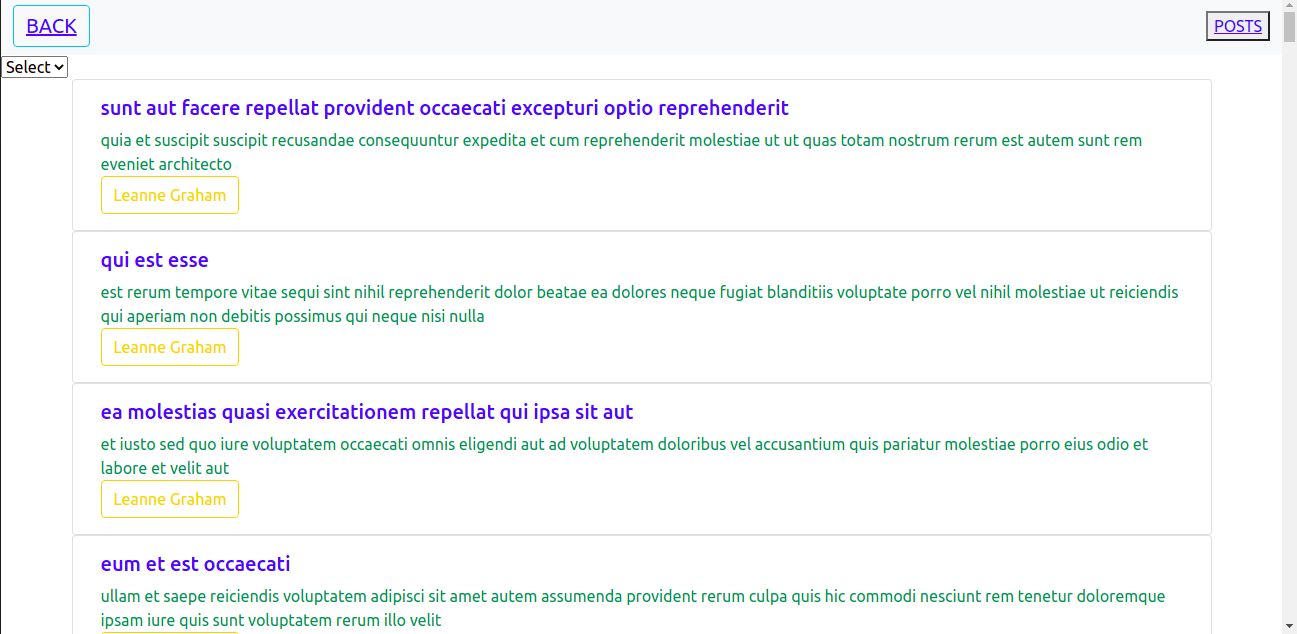 BACK
POSTS
Select
sunt aut facere repellat provident occaecati excepturi optio reprehenderit
quia et suscipit suscipit recusandae consequuntur expedita et cum reprehenderit molestiae ut ut quas totam nostrum rerum est autem sunt rem
eveniet architecto
Leanne Graham
qui est esse
est rerum tempore vitae sequi sint nihil reprehenderit dolor beatae ea dolores neque fugiat blanditiis voluptate porro vel nihil molestiae ut reiciendis
qui aperiam non debitis possimus qui neque nisi nulla
Leanne Graham
ea molestias quasi exercitationem repellat qui ipsa sit aut
et iusto sed quo iure voluptatem occaecati omnis eligendi aut ad voluptatem doloribus vel accusantium quis pariatur molestiae porro eius odio et
labore et velit aut
Leanne Graham
eum et est occaecati
ullam et saepe reiciendis voluptatem adipisci sit amet autem assumenda provident rerum culpa quis hic commodi nesciunt rem tenetur doloremque
ipsam iure quis sunt voluptatem rerum illo velit